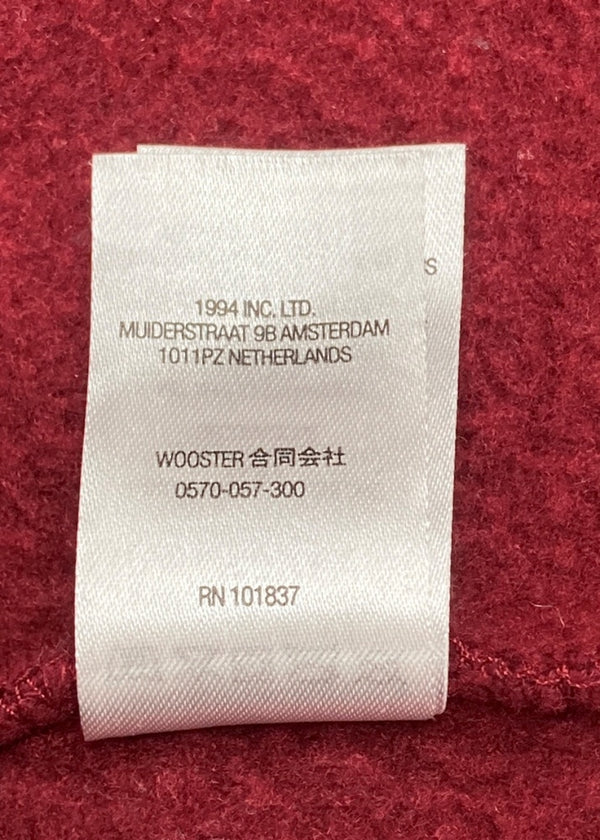 S
1994 INC. LTD.
MUIDERSTRAAT 9B AMSTERDAM
1011PZ NETHERLANDS
WOOSTER 合同会社
0570-057-300
RN 101837